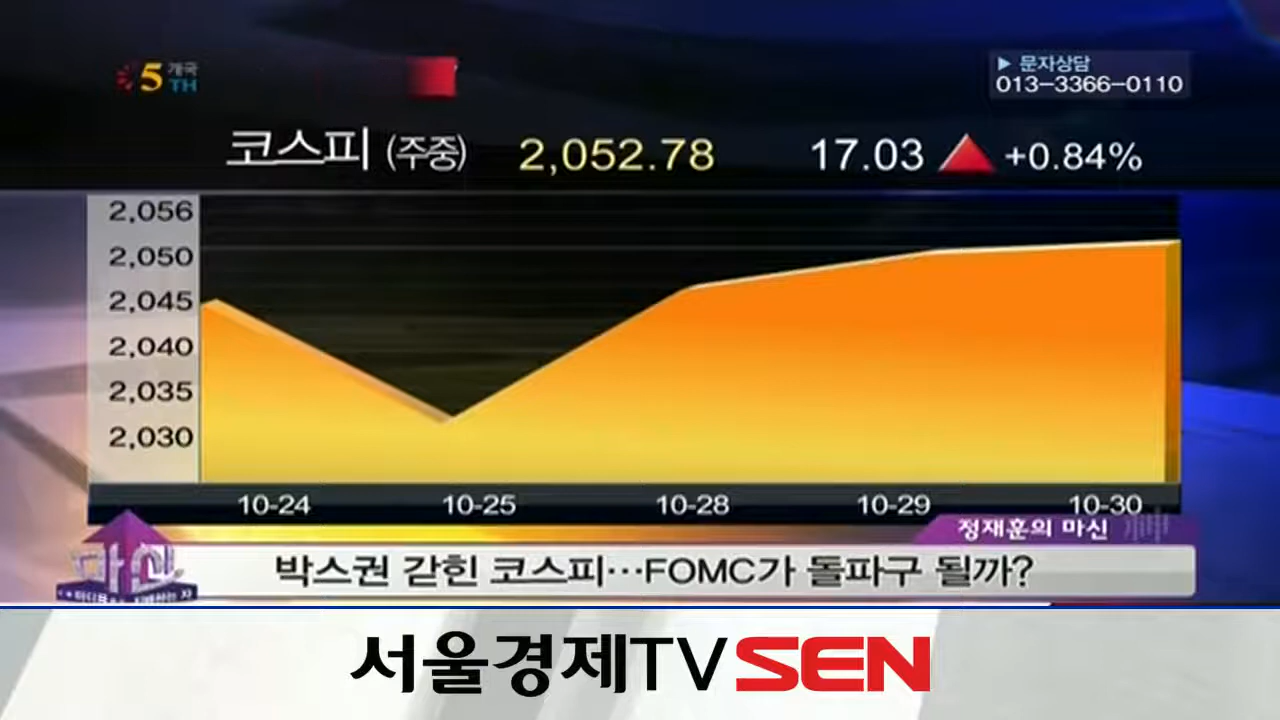 5 개국
TH
▶ 문자상담
013-3366-0110
코스피 (주중) 2,052.78 17.03 ▲ +0.84%
2,056
2,050
2,045
2,040
2,035
2,030
10-24 10-25 10-28 10-29 10-30
정재훈의 마신
마신
박스권 갇힌 코스피…FOMC가 돌파구 될까?
서울경제TV SEN